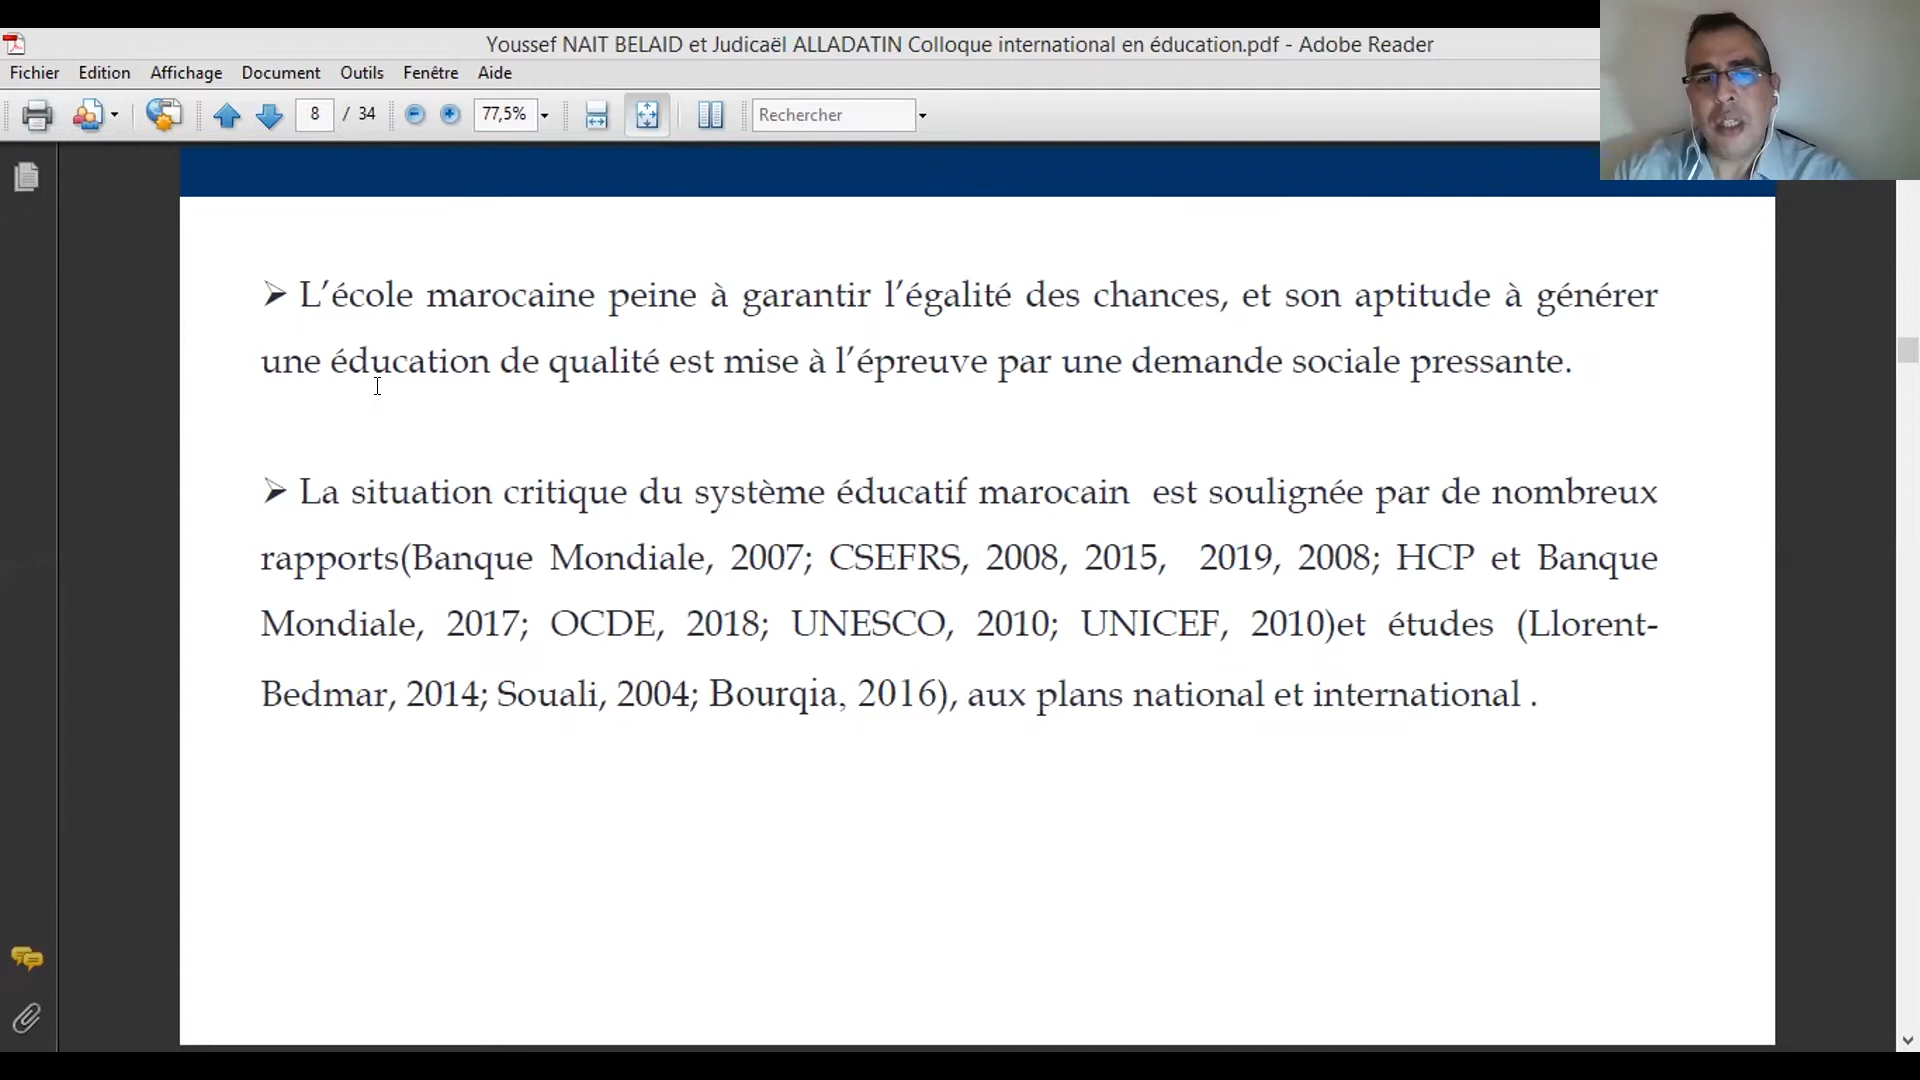 Youssef NAIT BELAID et Judicaël ALLADATIN Colloque international en éducation.pdf - Adobe Reader
Fichier Edition Affichage Document Outils Fenêtre Aide
8 / 34 77,5% Rechercher
➢ L’école marocaine peine à garantir l’égalité des chances, et son aptitude à générer
une éducation de qualité est mise à l’épreuve par une demande sociale pressante.
➢ La situation critique du système éducatif marocain est soulignée par de nombreux
rapports(Banque Mondiale, 2007; CSEFRS, 2008, 2015, 2019, 2008; HCP et Banque
Mondiale, 2017; OCDE, 2018; UNESCO, 2010; UNICEF, 2010)et études (Llorent-
Bedmar, 2014; Souali, 2004; Bourqia, 2016), aux plans national et international .